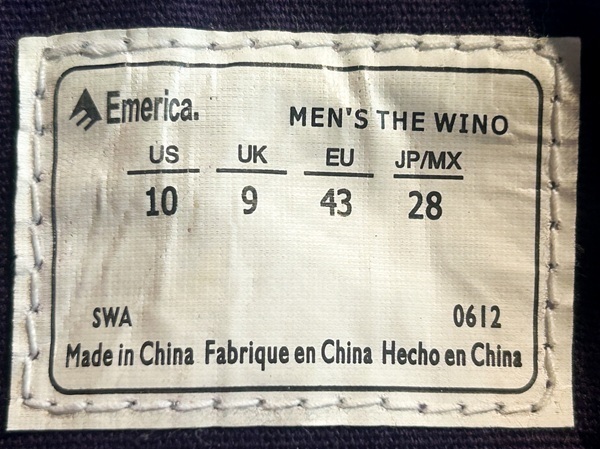 Emerica.
MEN'S THE WINO
US UK EU JP/MX
10 9 43 28
SWA 0612
Made in China Fabrique en China Hecho en China